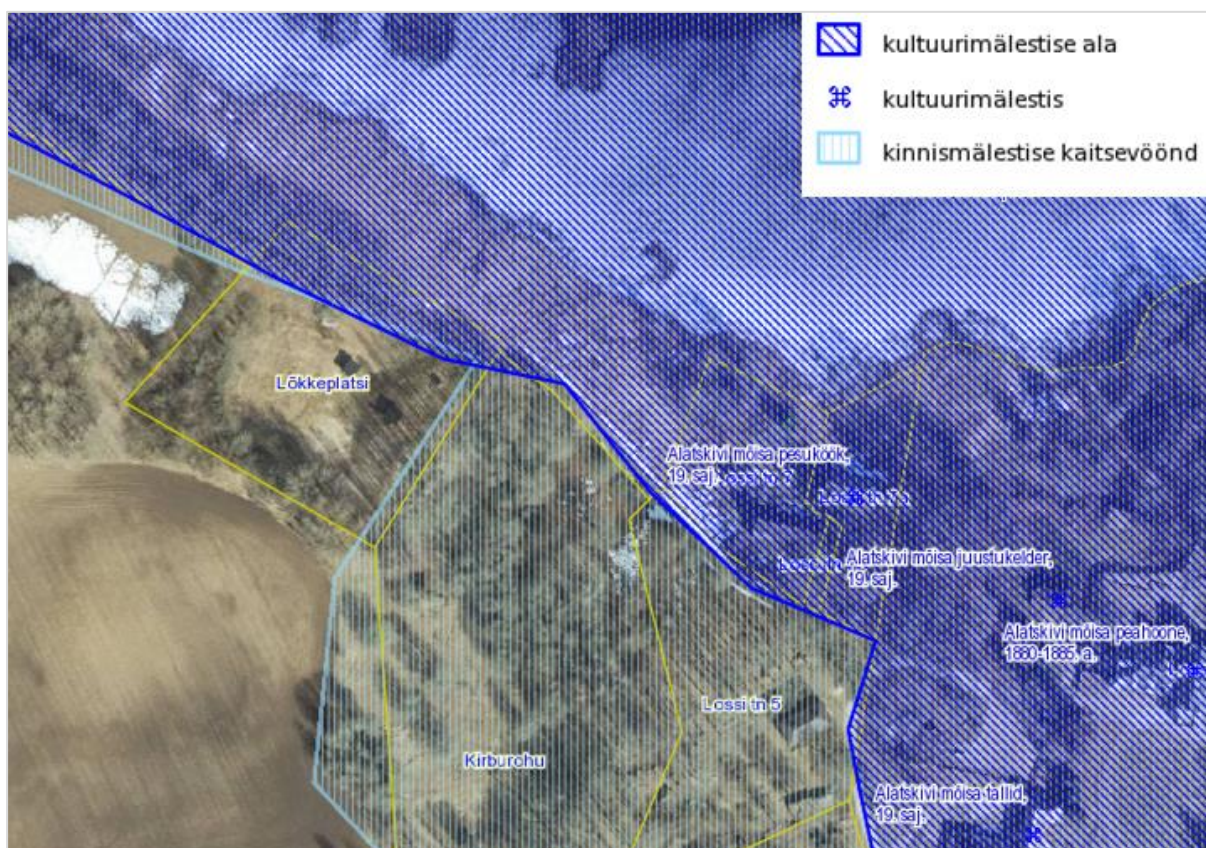 kultuurimälestise ala
kultuurimälestis
kinnismälestise kaitsevöönd
Lõkkeplatsi
Alatskivi mõisa pesuköök,
19. saj.
Alatskivi mõisa juustukelder,
19. saj.
Alatskivi mõisa peahoone,
1880-1885. a.
Lossi tn 5
Kirburohu
Alatskivi mõisa tallid,
19. saj.